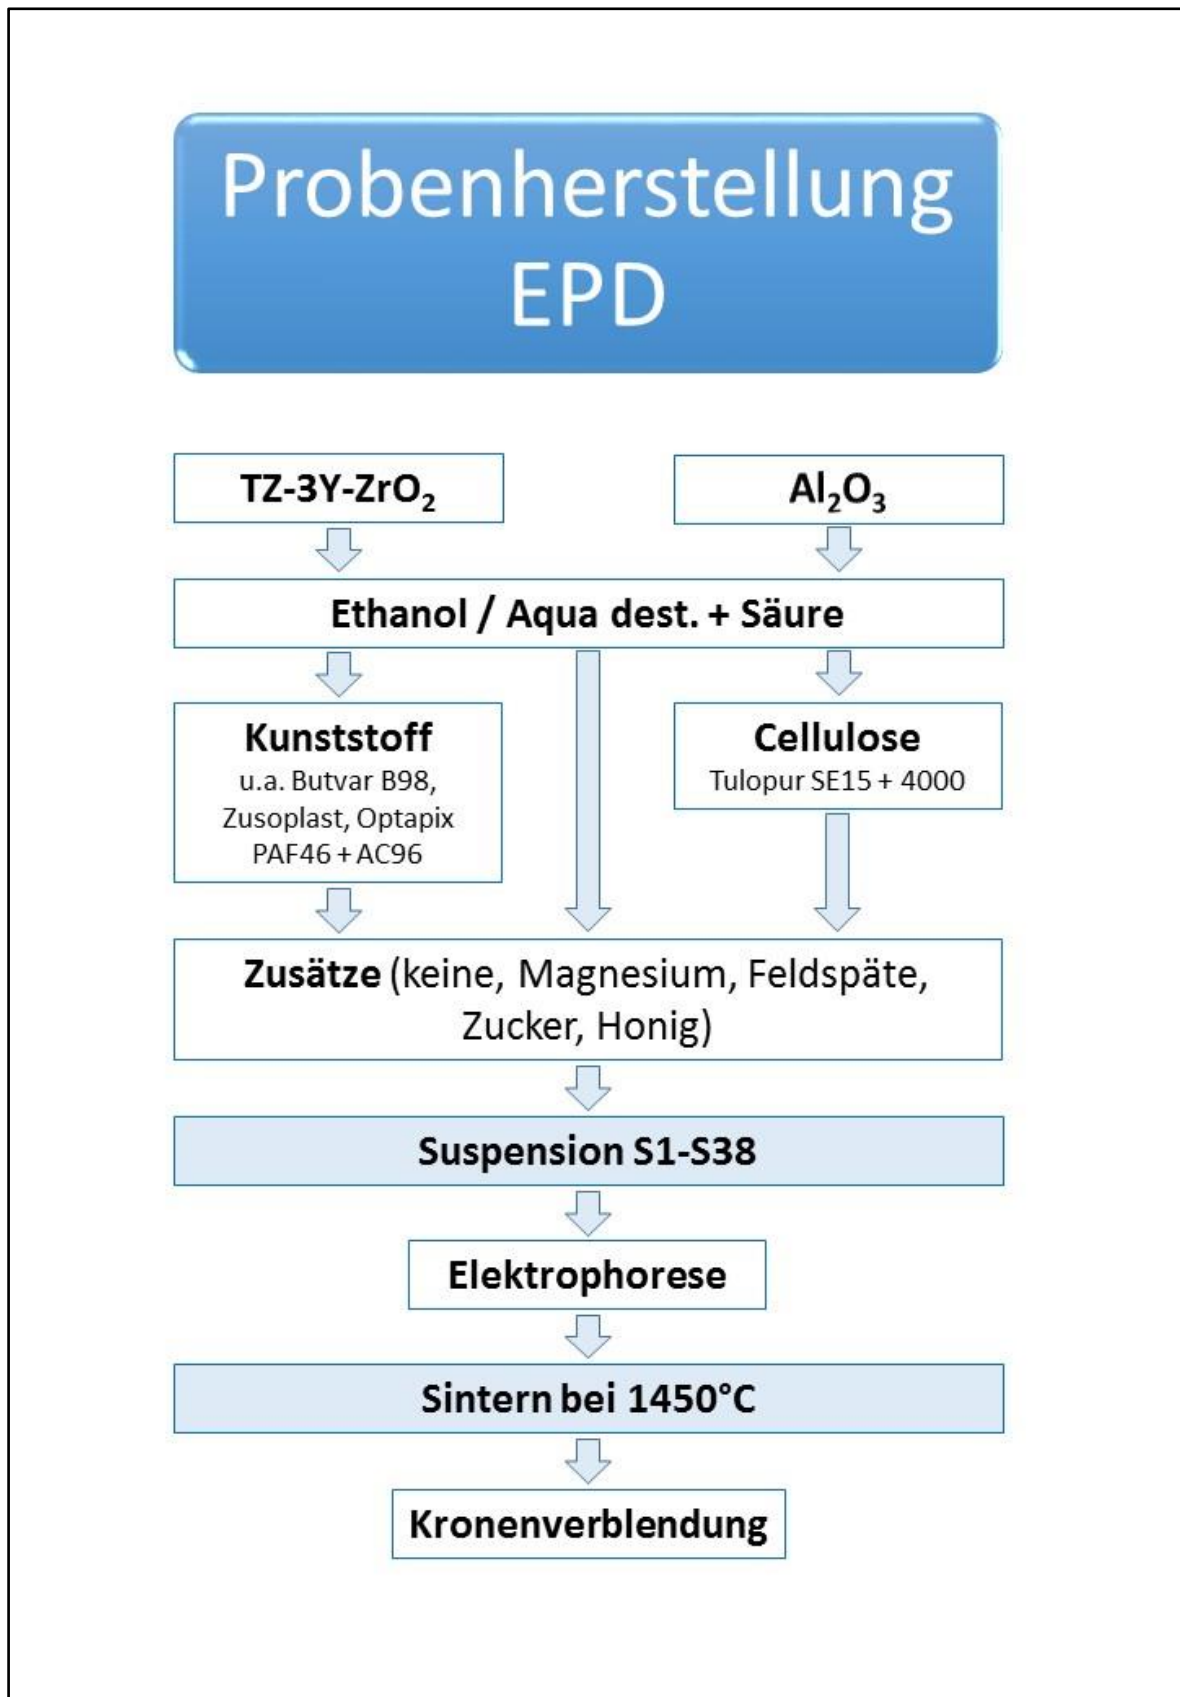 Probenherstellung
EPD
TZ-3Y-ZrO₂
Al₂O₃
Ethanol / Aqua dest. + Säure
Kunststoff
u.a. Butvar B98,
Zusoplast, Optapix
PAF46 + AC96
Cellulose
Tulopur SE15 + 4000
Zusätze (keine, Magnesium, Feldspäte,
Zucker, Honig)
Suspension S1-S38
Elektrophorese
Sintern bei 1450°C
Kronenverblendung